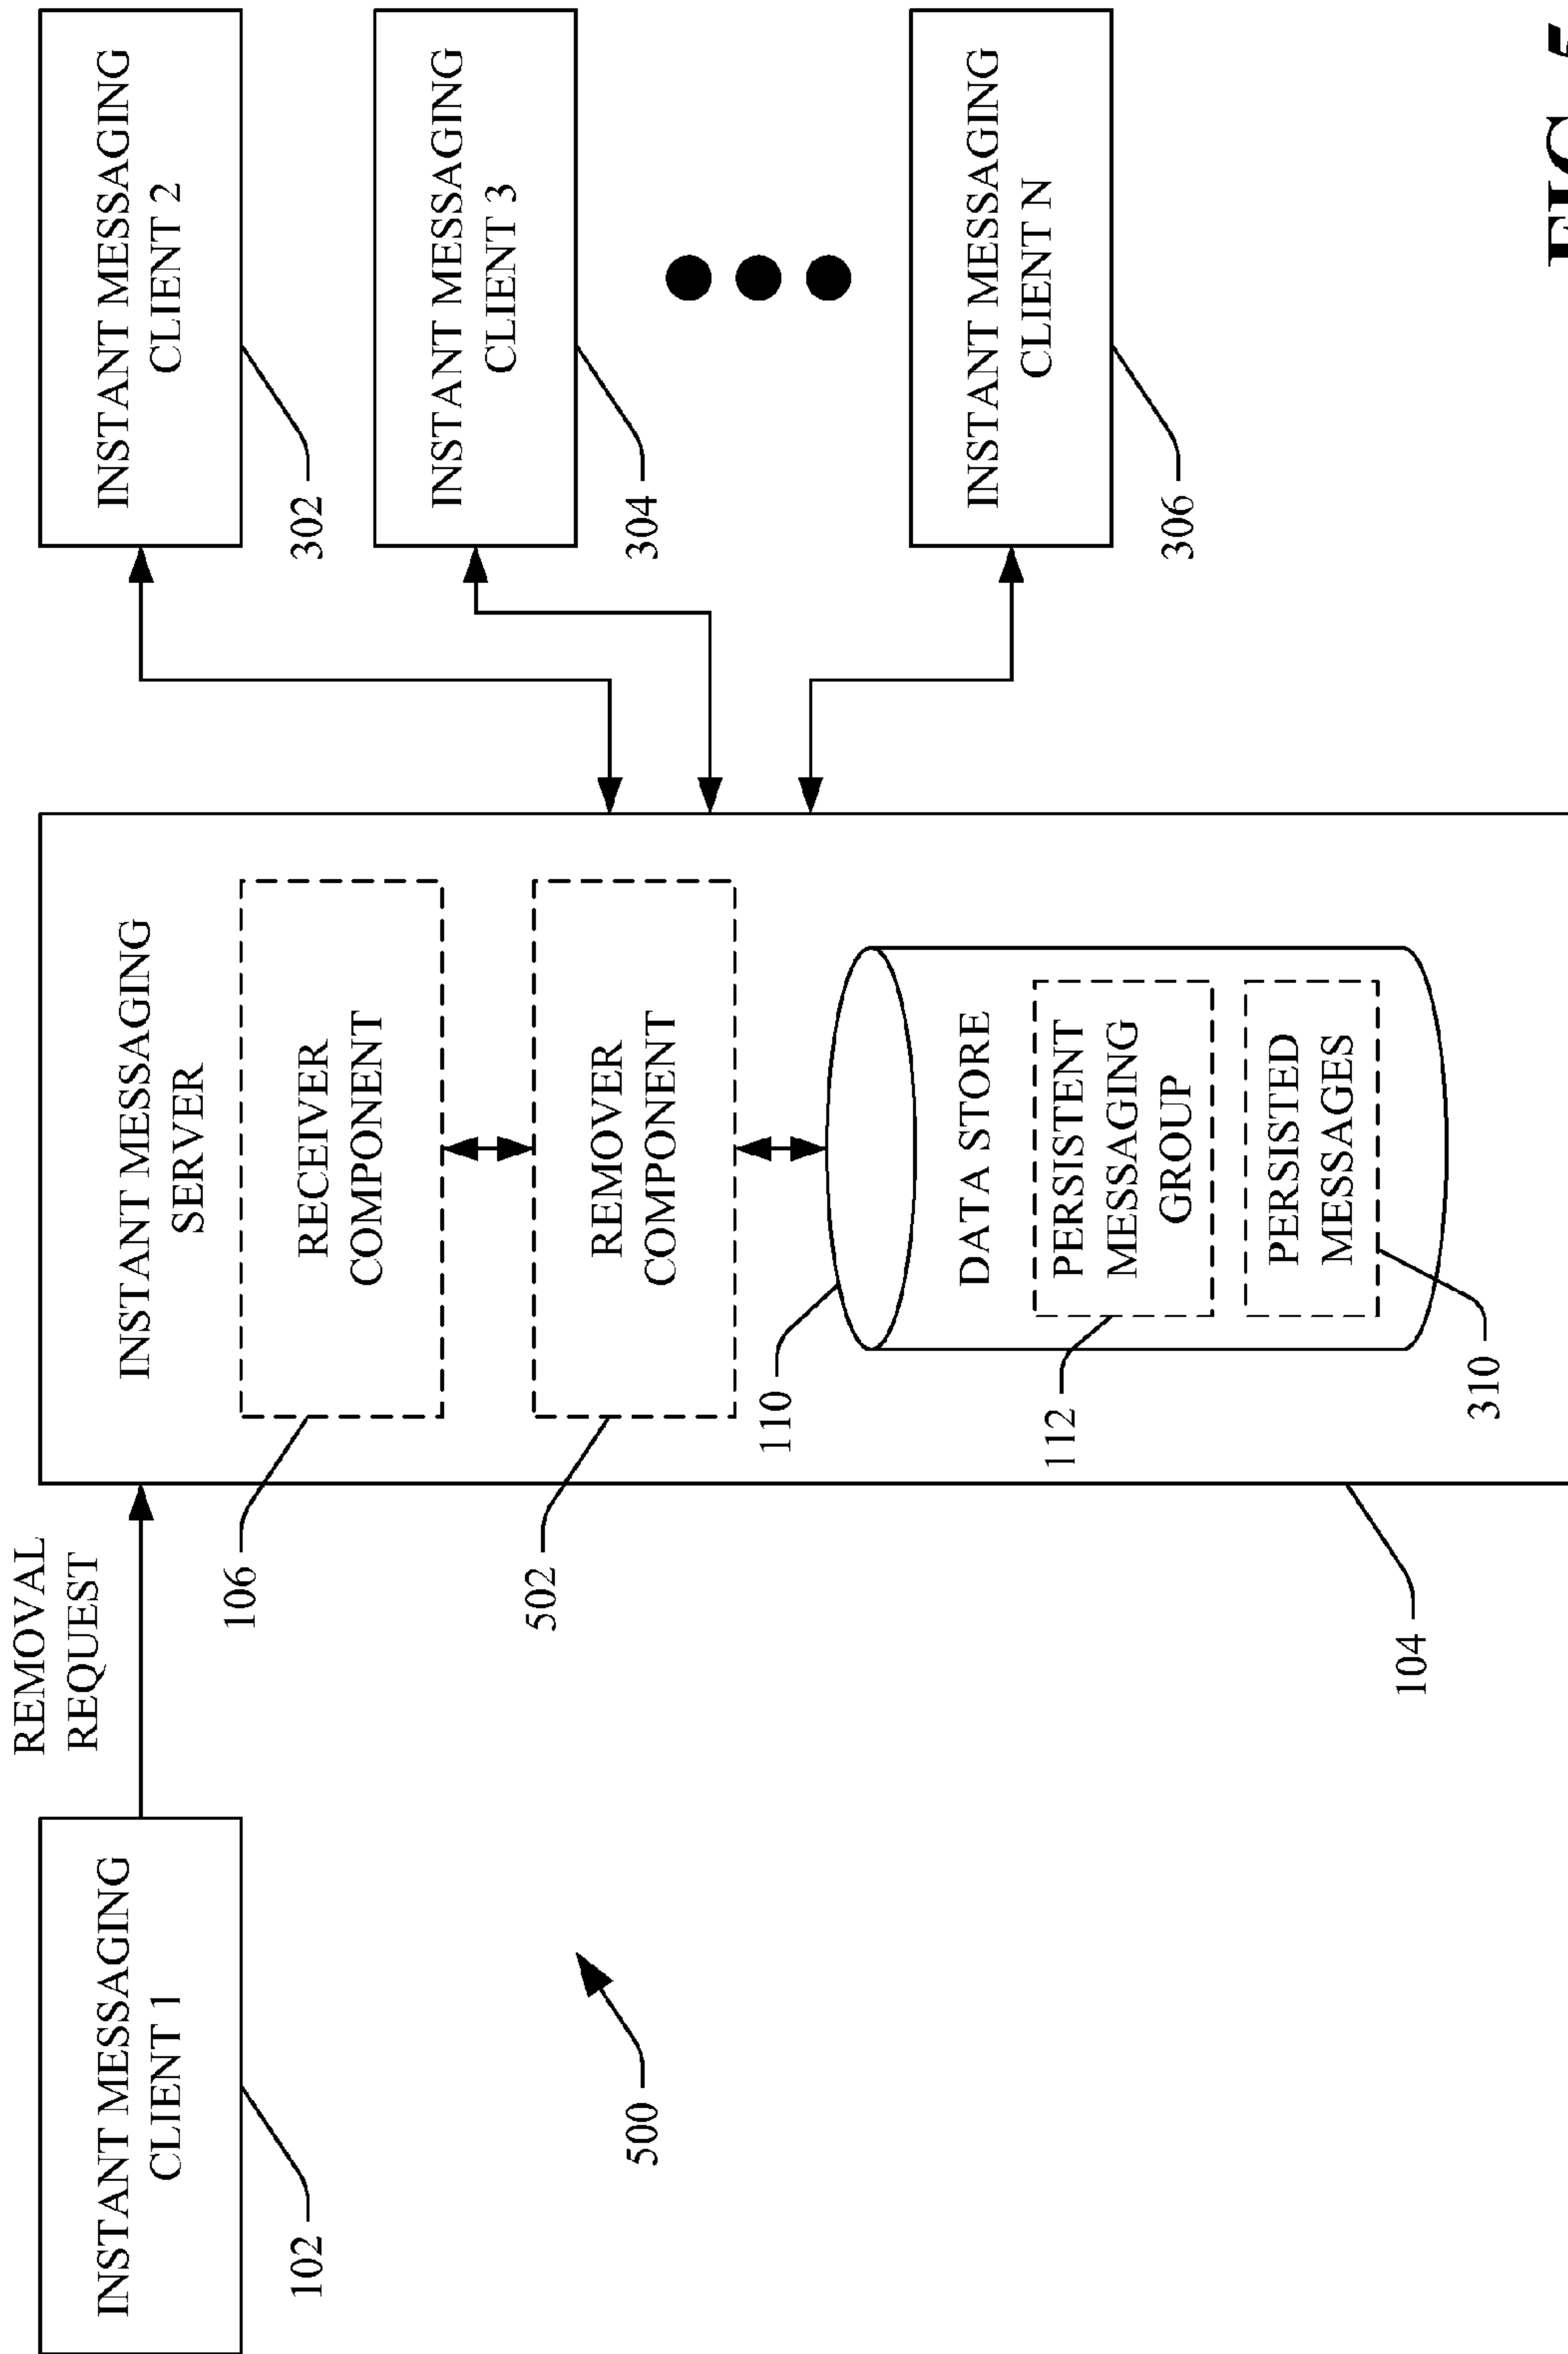 REMOVAL
REQUEST
INSTANT MESSAGING
CLIENT 1
102
500
INSTANT MESSAGING
SERVER
RECEIVER
COMPONENT
106
REMOVER
COMPONENT
502
110
DATA STORE
PERSISTENT
MESSAGING
GROUP
112
PERSISTED
MESSAGES
310
104
INSTANT MESSAGING
CLIENT 2
302
INSTANT MESSAGING
CLIENT 3
304
INSTANT MESSAGING
CLIENT N
306
FIG. 5